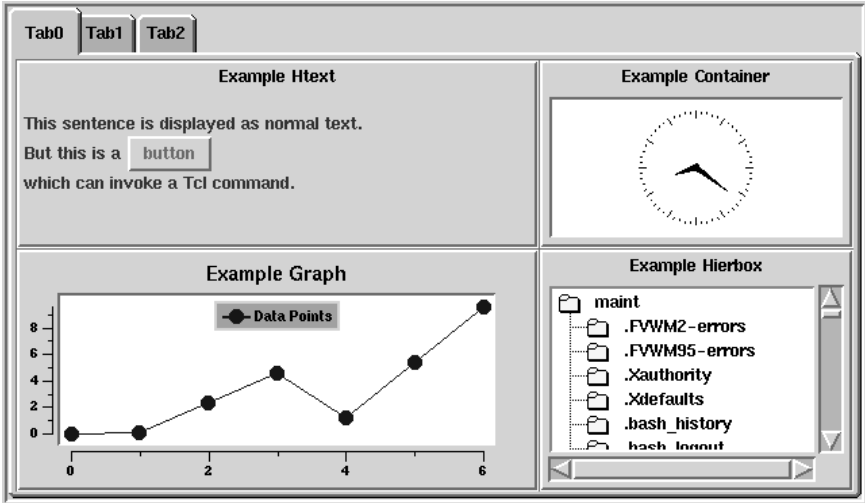 Tab0 Tab1 Tab2
Example Htext
This sentence is displayed as normal text.
But this is a button
which can invoke a Tcl command.
Example Container
Example Graph
Data Points
8
6
4
2
0
0 2 4 6
Example Hierbox
maint
.FVWM2-errors
.FVWM95-errors
.Xauthority
.Xdefaults
.bash_history
.bash_logout